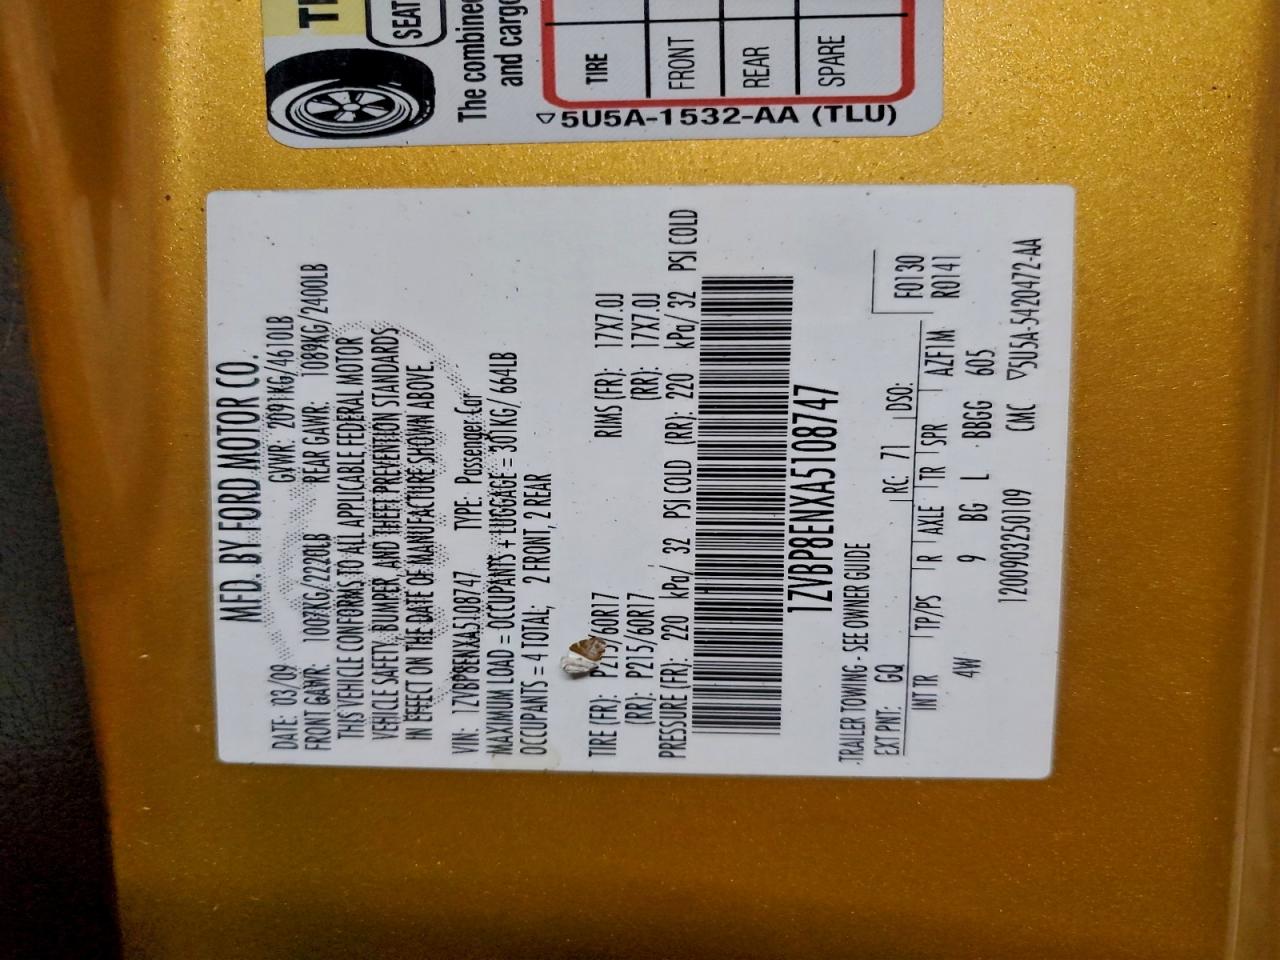 SEAT
The combined
and cargo
TIRE
FRONT
REAR
SPARE
5U5A-1532-AA (TLU)
MFD. BY FORD MOTOR CO.
DATE: 03/09 GVWR: 2091KG/4610LB
FRONT GAWR: 1007KG/2220LB REAR GAWR: 1089KG/2400LB
THIS VEHICLE CONFORMS TO ALL APPLICABLE FEDERAL MOTOR
VEHICLE SAFETY, BUMPER, AND THEFT PREVENTION STANDARDS
IN EFFECT ON THE DATE OF MANUFACTURE SHOWN ABOVE.
VIN: 1ZVBP8ENXA5108747 TYPE: Passenger Car
MAXIMUM LOAD = OCCUPANTS + LUGGAGE = 301KG/ 664LB
OCCUPANTS = 4 TOTAL; 2 FRONT, 2 REAR
TIRE (FR): P215/60R17 RIMS (FR): 17X7.0J
(RR): P215/60R17 (RR): 17X7.0J
PRESSURE (FR): 220 kPa/ 32 PSI COLD (RR): 220 kPa/ 32 PSI COLD
1ZVBP8ENXA5108747
TRAILER TOWING - SEE OWNER GUIDE
EXT PNT: GQ RC: 71 DSO: F0130
INT TR TP/PS R AXLE TR SPR AZF1M R0141
4W 9 BG L BBGG 605
1200903250109 CMC 5U5A-5420472-AA